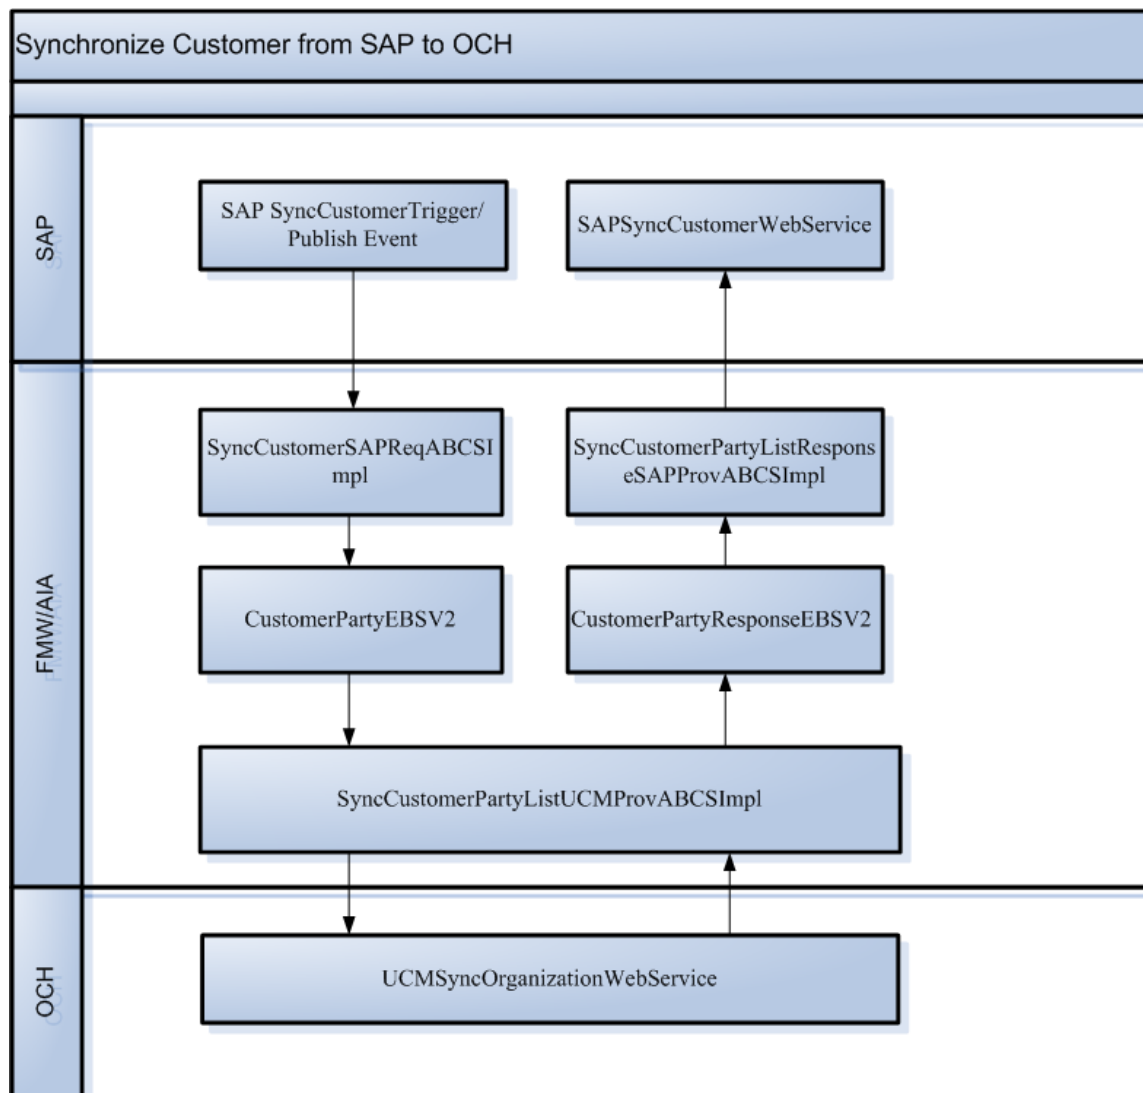 Synchronize Customer from SAP to OCH
SAP
SAP SyncCustomerTrigger/
Publish Event
SAPSyncCustomerWebService
FMW/AIA
SyncCustomerSAPReqABCSI
mpl
SyncCustomerPartyListRespons
eSAPProvABCSImpl
CustomerPartyEBSV2
CustomerPartyResponseEBSV2
SyncCustomerPartyListUCMProvABCSImpl
OCH
UCMSyncOrganizationWebService